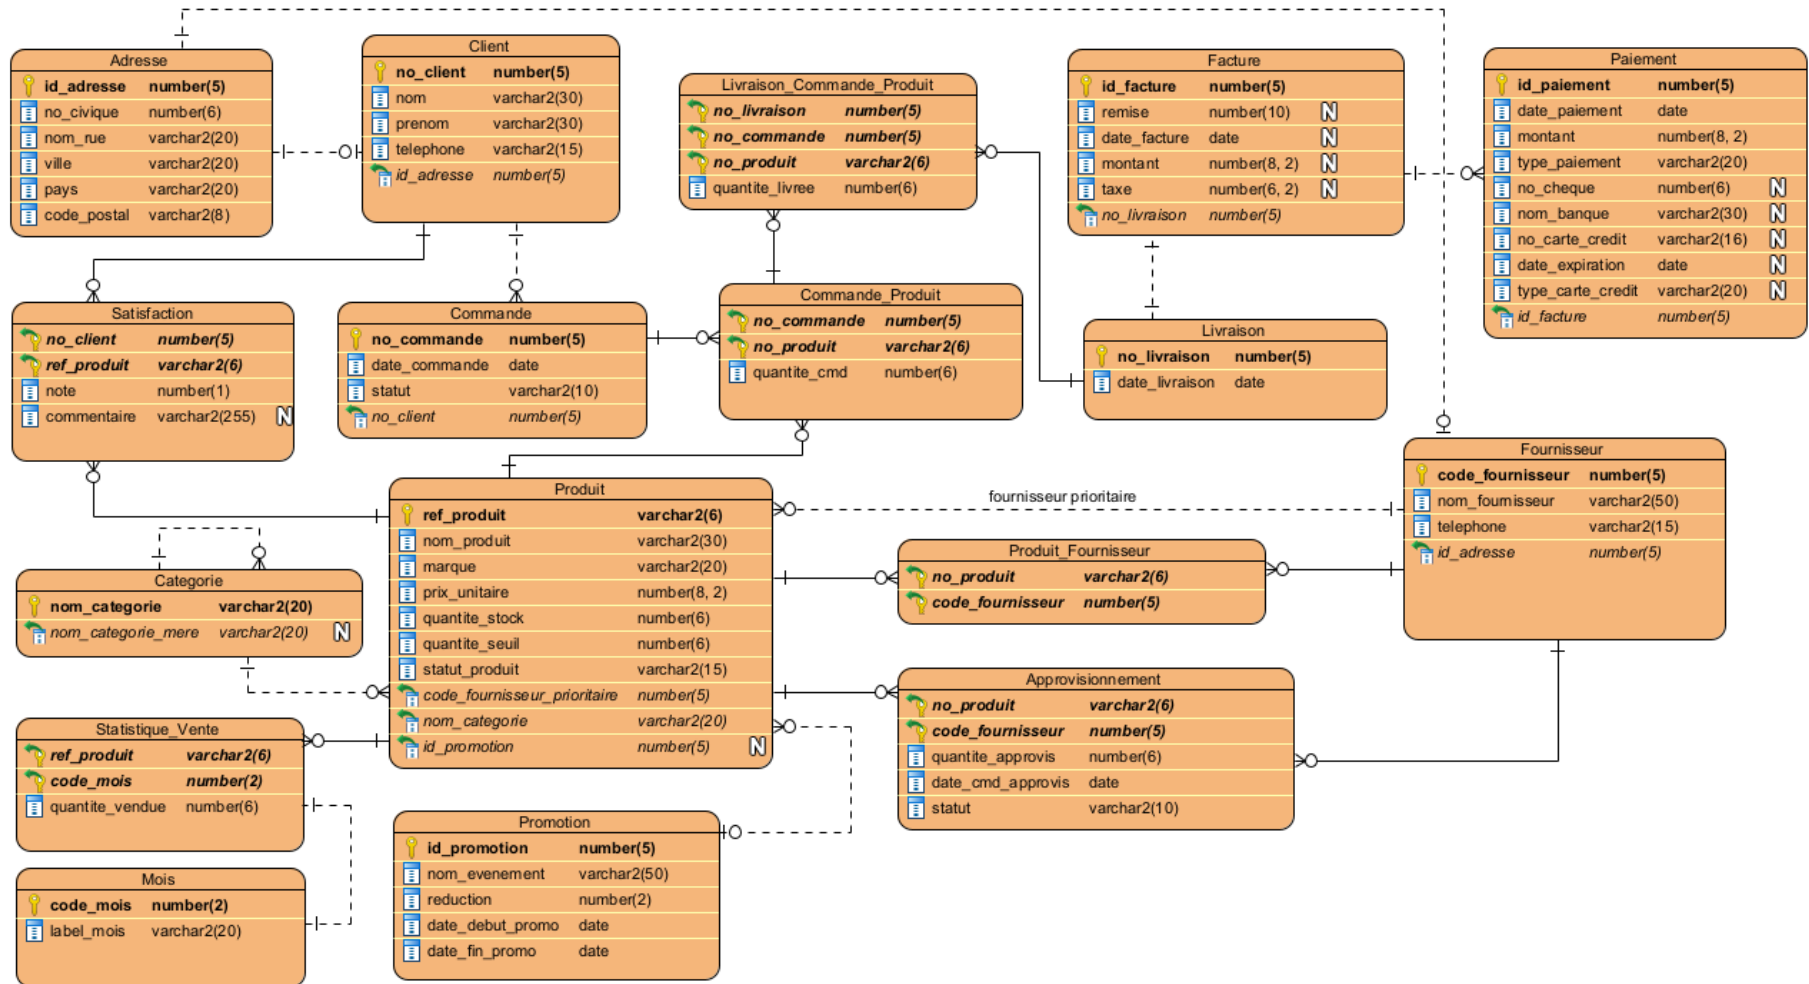 Adresse
id_adresse number(5)
no_civique number(6)
nom_rue varchar2(20)
ville varchar2(20)
pays varchar2(20)
code_postal varchar2(8)
Client
no_client number(5)
nom varchar2(30)
prenom varchar2(30)
telephone varchar2(15)
id_adresse number(5)
Livraison_Commande_Produit
no_livraison number(5)
no_commande number(5)
no_produit varchar2(6)
quantite_livree number(6)
Facture
id_facture number(5)
remise number(10) N
date_facture date N
montant number(8, 2) N
taxe number(6, 2) N
no_livraison number(5)
Paiement
id_paiement number(5)
date_paiement date
montant number(8, 2)
type_paiement varchar2(20)
no_cheque number(6) N
nom_banque varchar2(30) N
no_carte_credit varchar2(16) N
date_expiration date N
type_carte_credit varchar2(20) N
id_facture number(5)
Satisfaction
no_client number(5)
ref_produit varchar2(6)
note number(1)
commentaire varchar2(255) N
Commande
no_commande number(5)
date_commande date
statut varchar2(10)
no_client number(5)
Commande_Produit
no_commande number(5)
no_produit varchar2(6)
quantite_cmd number(6)
Livraison
no_livraison number(5)
date_livraison date
Fournisseur
code_fournisseur number(5)
nom_fournisseur varchar2(50)
telephone varchar2(15)
id_adresse number(5)
Produit
ref_produit varchar2(6)
nom_produit varchar2(30)
marque varchar2(20)
prix_unitaire number(8, 2)
quantite_stock number(6)
quantite_seuil number(6)
statut_produit varchar2(15)
code_fournisseur_prioritaire number(5)
nom_categorie varchar2(20)
id_promotion number(5) N
fournisseur prioritaire
Produit_Fournisseur
no_produit varchar2(6)
code_fournisseur number(5)
Categorie
nom_categorie varchar2(20)
nom_categorie_mere varchar2(20) N
Approvisionnement
no_produit varchar2(6)
code_fournisseur number(5)
quantite_approvis number(6)
date_cmd_approvis date
statut varchar2(10)
Statistique_Vente
ref_produit varchar2(6)
code_mois number(2)
quantite_vendue number(6)
Promotion
id_promotion number(5)
nom_evenement varchar2(50)
reduction number(2)
date_debut_promo date
date_fin_promo date
Mois
code_mois number(2)
label_mois varchar2(20)